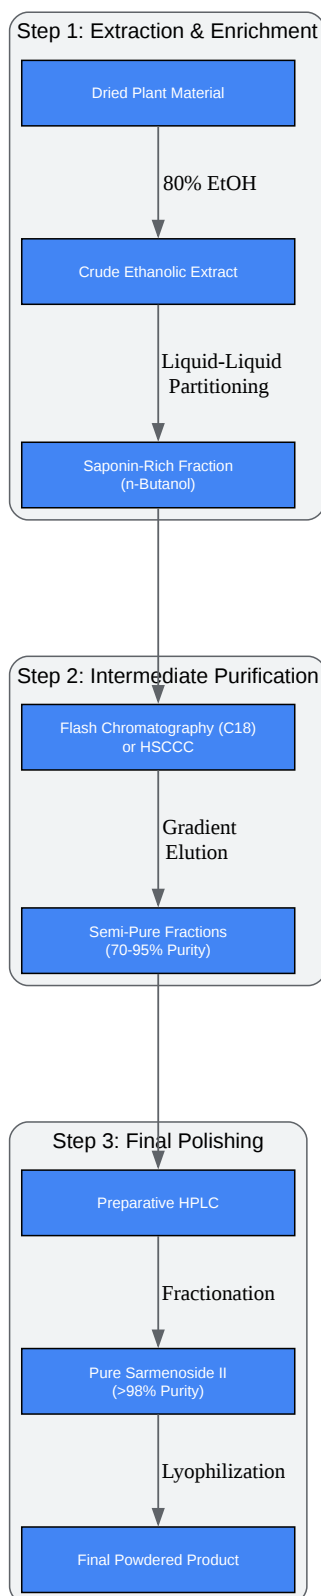 Step 1: Extraction & Enrichment
Dried Plant Material
80% EtOH
Crude Ethanolic Extract
Liquid-Liquid
Partitioning
Saponin-Rich Fraction
(n-Butanol)
Step 2: Intermediate Purification
Flash Chromatography (C18)
or HSCCC
Gradient
Elution
Semi-Pure Fractions
(70-95% Purity)
Step 3: Final Polishing
Preparative HPLC
Fractionation
Pure Sarmenoside II
(>98% Purity)
Lyophilization
Final Powdered Product